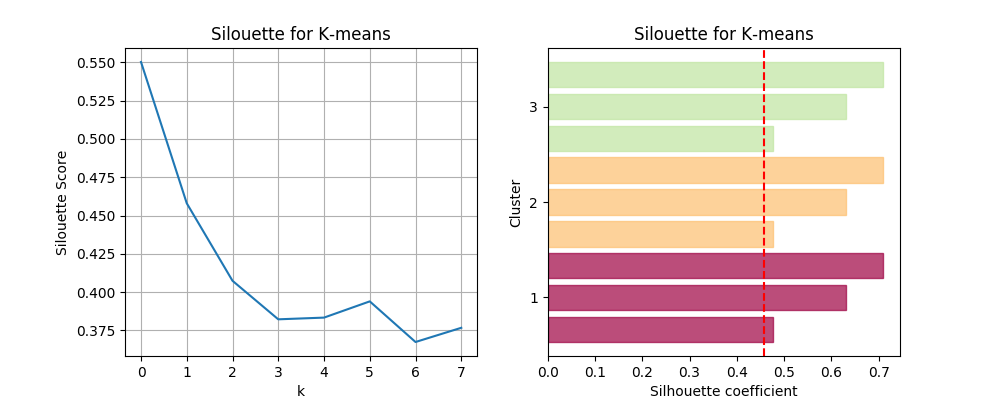 Silouette for K-means
0.550
0.525
0.500
0.475
0.450
0.425
0.400
0.375
Silouette Score
0 1 2 3 4 5 6 7
k
Silouette for K-means
3
2
1
Cluster
0.0 0.1 0.2 0.3 0.4 0.5 0.6 0.7
Silhouette coefficient